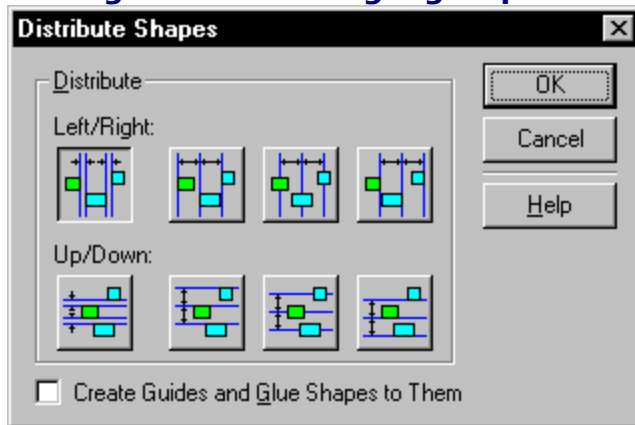 Distribute Shapes
Distribute
OK
Left/Right:
Cancel
Help
Up/Down:
Create Guides and Glue Shapes to Them